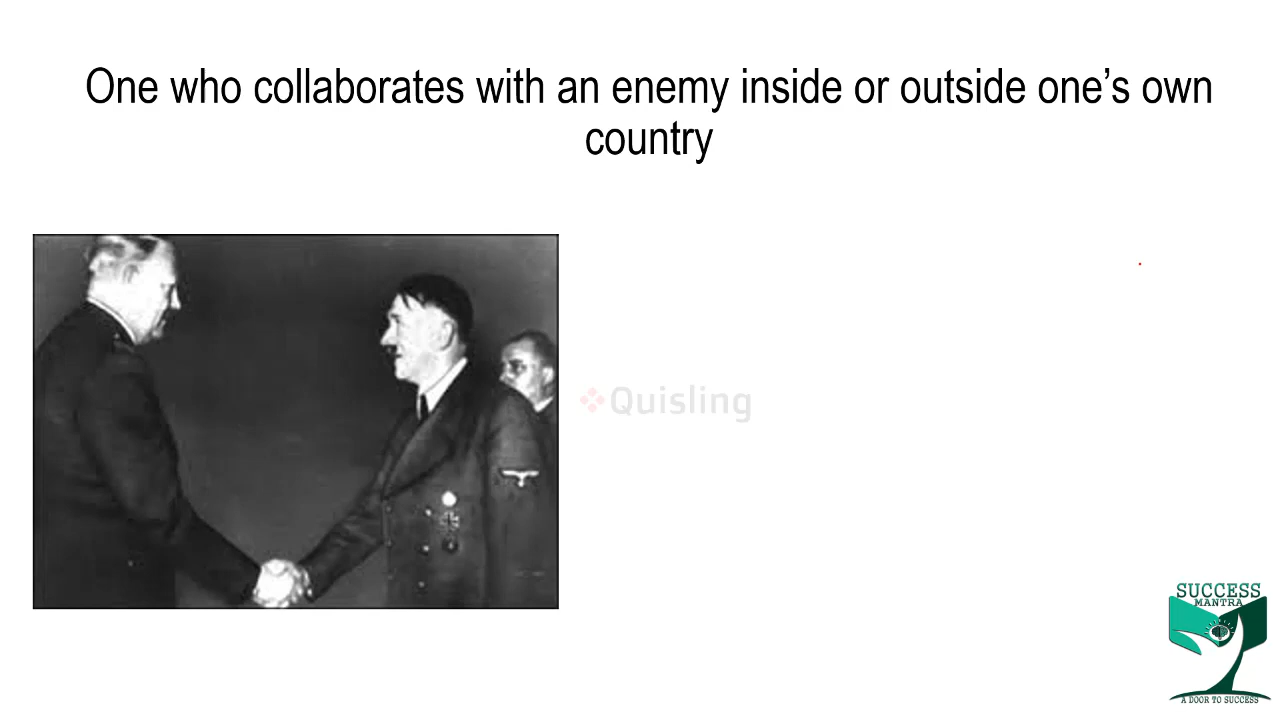 One who collaborates with an enemy inside or outside one’s own
country
Quisling
SUCCESS
MANTRA
A DOOR TO SUCCESS